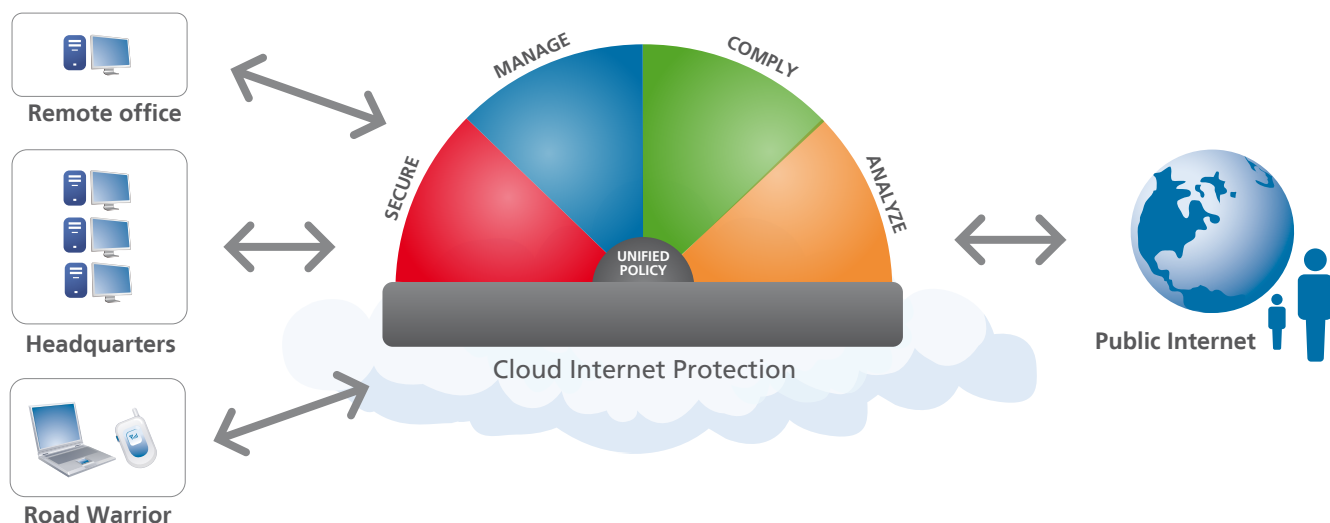 Remote office
Headquarters
Road Warrior
SECURE
MANAGE
COMPLY
ANALYZE
UNIFIED
POLICY
Cloud Internet Protection
Public Internet